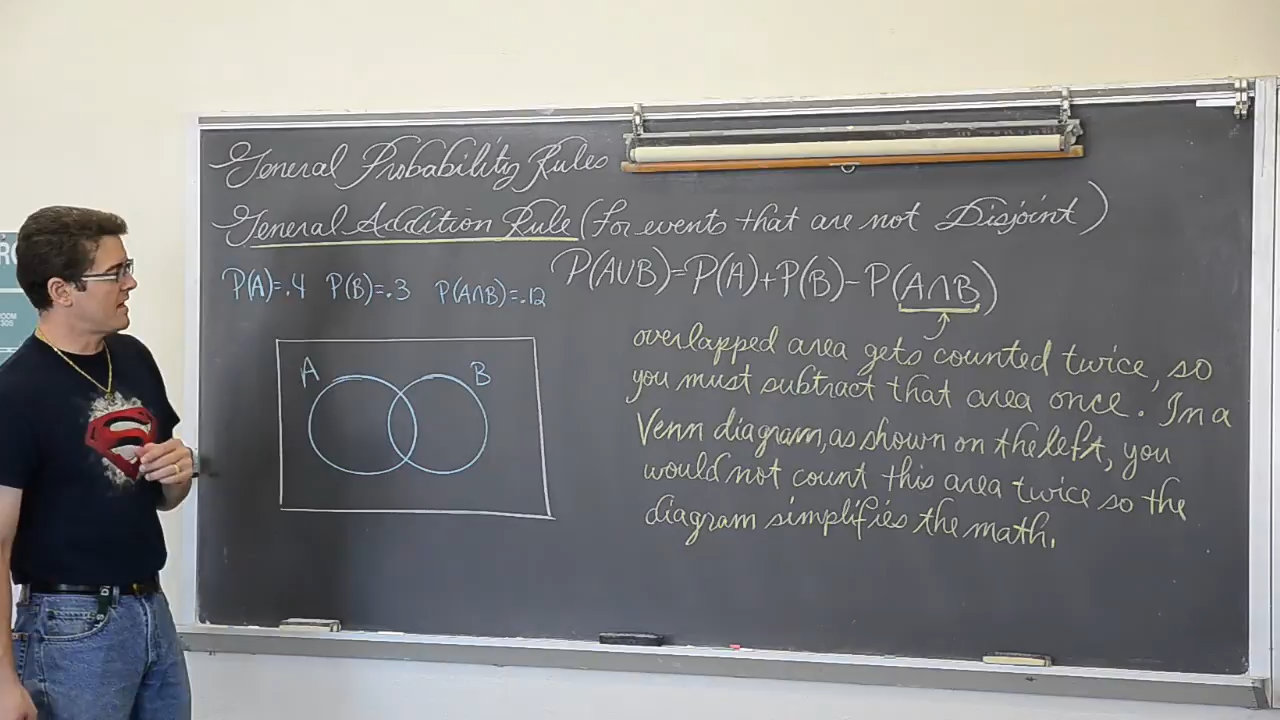 General Probability Rules
General Addition Rule (for events that are not Disjoint)
P(A)=.4 P(B)=.3 P(A∩B)=.12
P(A∪B)=P(A)+P(B)-P(A∩B)
A
B
overlapped area gets counted twice, so
you must subtract that area once. In a
Venn diagram, as shown on the left, you
would not count this area twice so the
diagram simplifies the math.
S